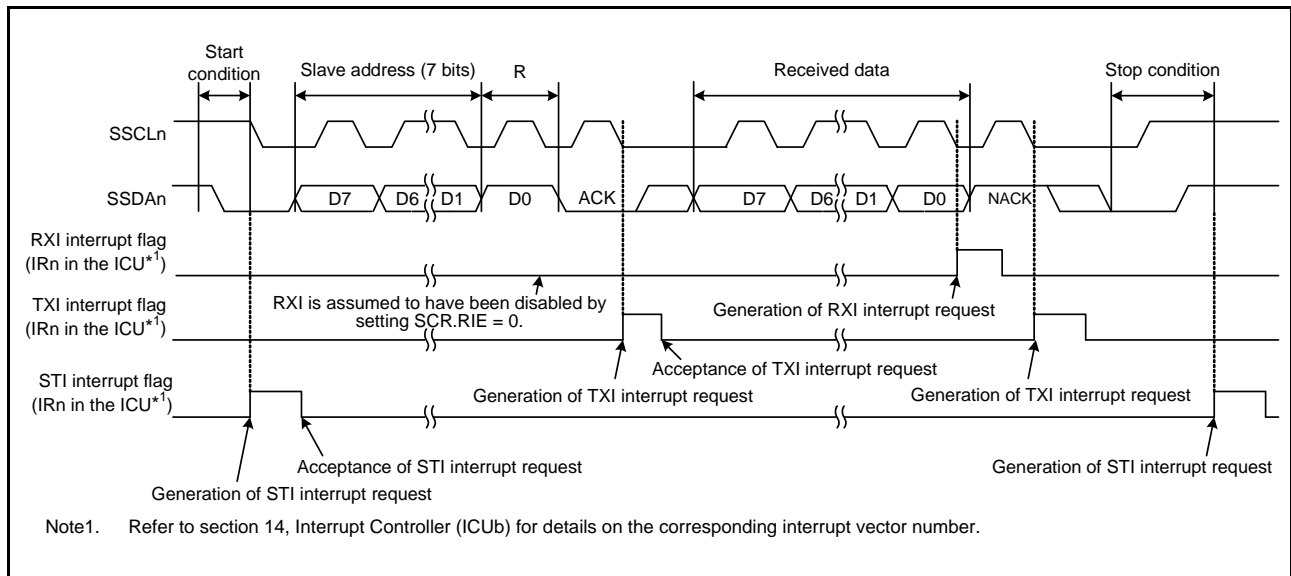 Start
condition
Slave address (7 bits)
R
Received data
Stop condition
SSCLn
SSDAn
D7
D6
D1
D0
ACK
D7
D6
D1
D0
NACK
RXI interrupt flag
(IRn in the ICU*1)
RXI is assumed to have been disabled by
setting SCR.RIE = 0.
Generation of RXI interrupt request
TXI interrupt flag
(IRn in the ICU*1)
Acceptance of TXI interrupt request
Generation of TXI interrupt request
Generation of TXI interrupt request
STI interrupt flag
(IRn in the ICU*1)
Acceptance of STI interrupt request
Generation of STI interrupt request
Generation of STI interrupt request
Note1. Refer to section 14, Interrupt Controller (ICUb) for details on the corresponding interrupt vector number.